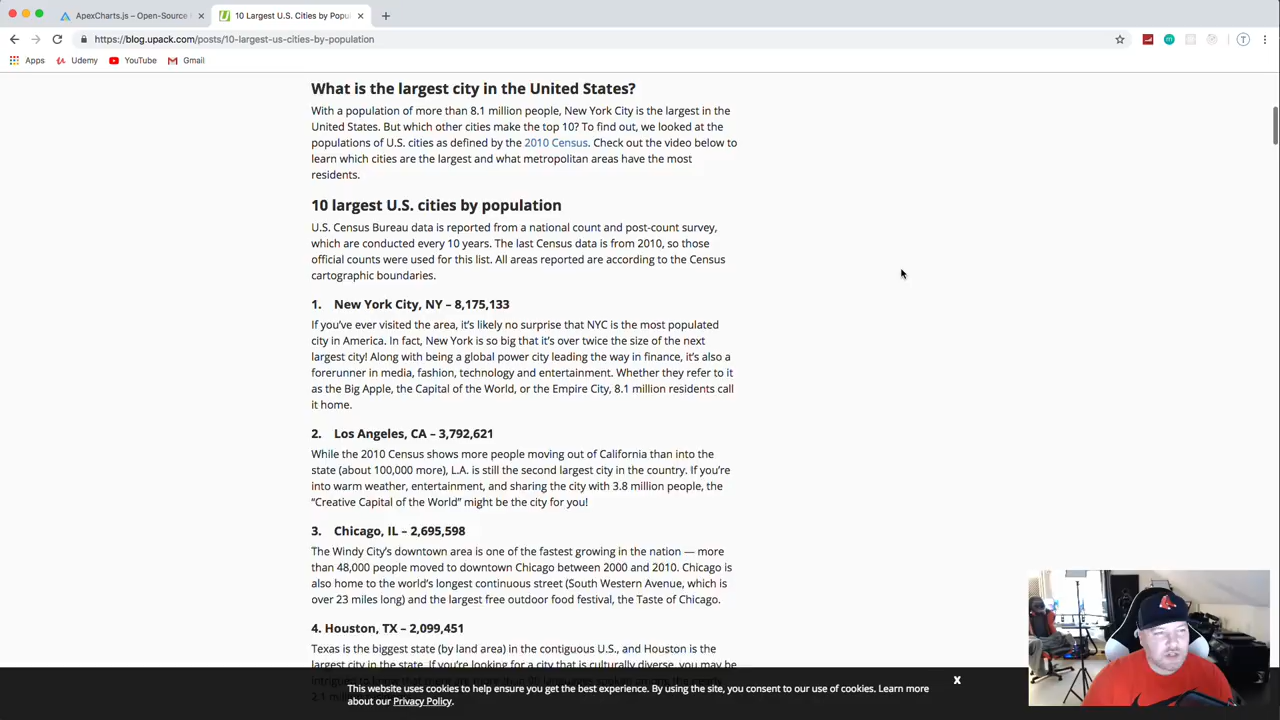 ApexCharts.js – Open-Source
10 Largest U.S. Cities by Popu
https://blog.upack.com/posts/10-largest-us-cities-by-population
Apps Udemy YouTube Gmail
What is the largest city in the United States?
With a population of more than 8.1 million people, New York City is the largest in the
United States. But which other cities make the top 10? To find out, we looked at the
populations of U.S. cities as defined by the 2010 Census. Check out the video below to
learn which cities are the largest and what metropolitan areas have the most
residents.
10 largest U.S. cities by population
U.S. Census Bureau data is reported from a national count and post-count survey,
which are conducted every 10 years. The last Census data is from 2010, so those
official counts were used for this list. All areas reported are according to the Census
cartographic boundaries.
1. New York City, NY – 8,175,133
If you've ever visited the area, it's likely no surprise that NYC is the most populated
city in America. In fact, New York is so big that it's over twice the size of the next
largest city! Along with being a global power city leading the way in finance, it's also a
forerunner in media, fashion, technology and entertainment. Whether they refer to it
as the Big Apple, the Capital of the World, or the Empire City, 8.1 million residents call
it home.
2. Los Angeles, CA – 3,792,621
While the 2010 Census shows more people moving out of California than into the
state (about 100,000 more), L.A. is still the second largest city in the country. If you're
into warm weather, entertainment, and sharing the city with 3.8 million people, the
“Creative Capital of the World” might be the city for you!
3. Chicago, IL – 2,695,598
The Windy City's downtown area is one of the fastest growing in the nation — more
than 48,000 people moved to downtown Chicago between 2000 and 2010. Chicago is
also home to the world's longest continuous street (South Western Avenue, which is
over 23 miles long) and the largest free outdoor food festival, the Taste of Chicago.
4. Houston, TX – 2,099,451
Texas is the biggest state (by land area) in the contiguous U.S., and Houston is the
largest city in the state. If you're looking for a city that is culturally diverse, you may be
This website uses cookies to help ensure you get the best experience. By using the site, you consent to our use of cookies. Learn more
about our Privacy Policy.
X
T